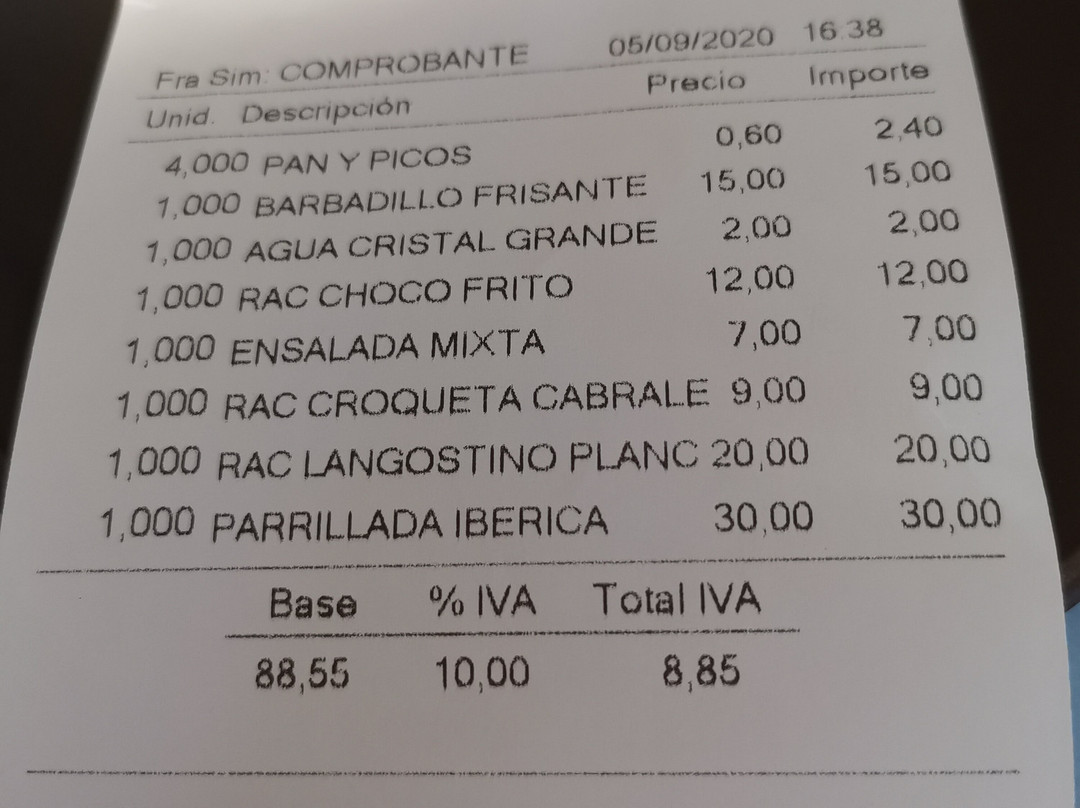 Fra Sim: COMPROBANTE 05/09/2020 16:38
Unid. Descripción Precio Importe
4,000 PAN Y PICOS 0,60 2,40
1,000 BARBADILLO FRISANTE 15,00 15,00
1,000 AGUA CRISTAL GRANDE 2,00 2,00
1,000 RAC CHOCO FRITO 12,00 12,00
1,000 ENSALADA MIXTA 7,00 7,00
1,000 RAC CROQUETA CABRALE 9,00 9,00
1,000 RAC LANGOSTINO PLANC 20,00 20,00
1,000 PARRILLADA IBERICA 30,00 30,00
Base % IVA Total IVA
88,55 10,00 8,85